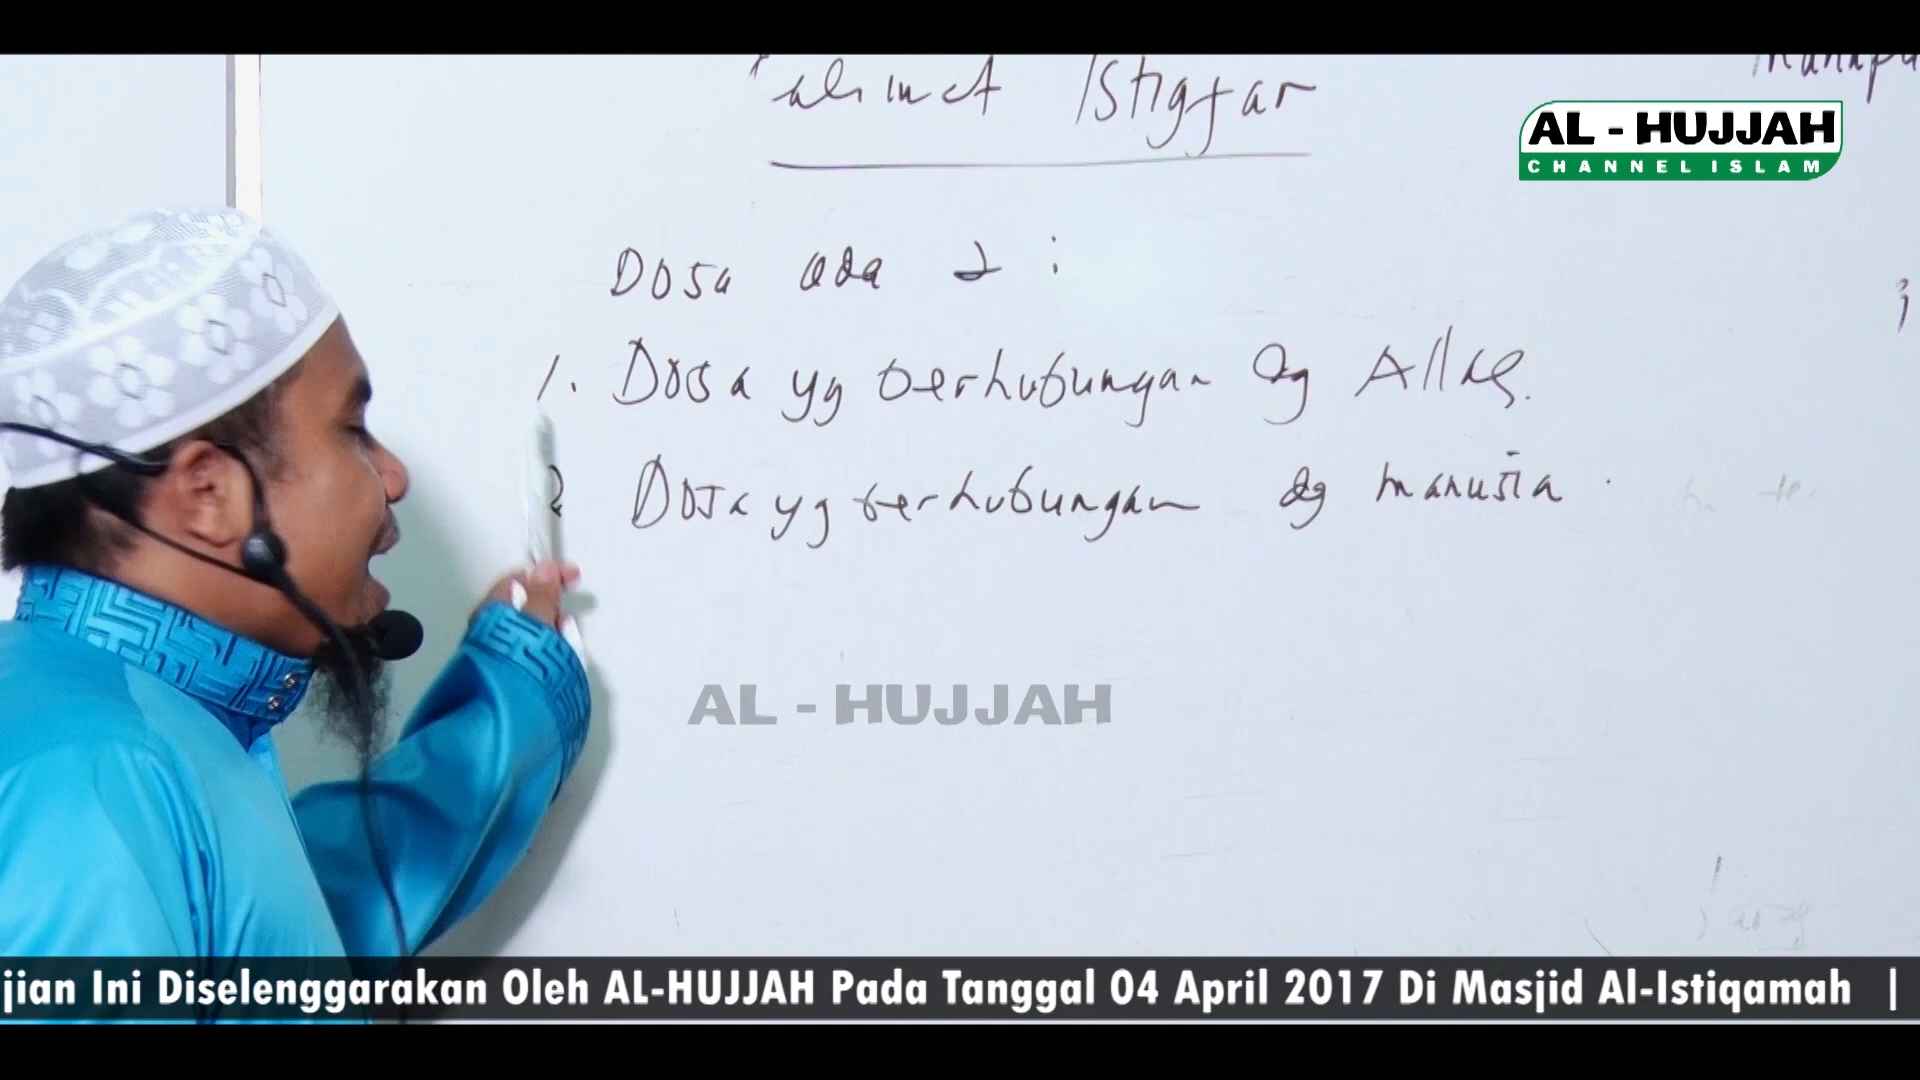 Kalimat Istigfar
AL - HUJJAH
CHANNEL ISLAM
Dosa ada 2 :
1. Dosa yg berhubungan dg Allah.
2 Dosa yg berhubungan dg manusia.
AL - HUJJAH
jian Ini Diselenggarakan Oleh AL-HUJJAH Pada Tanggal 04 April 2017 Di Masjid Al-Istiqamah |